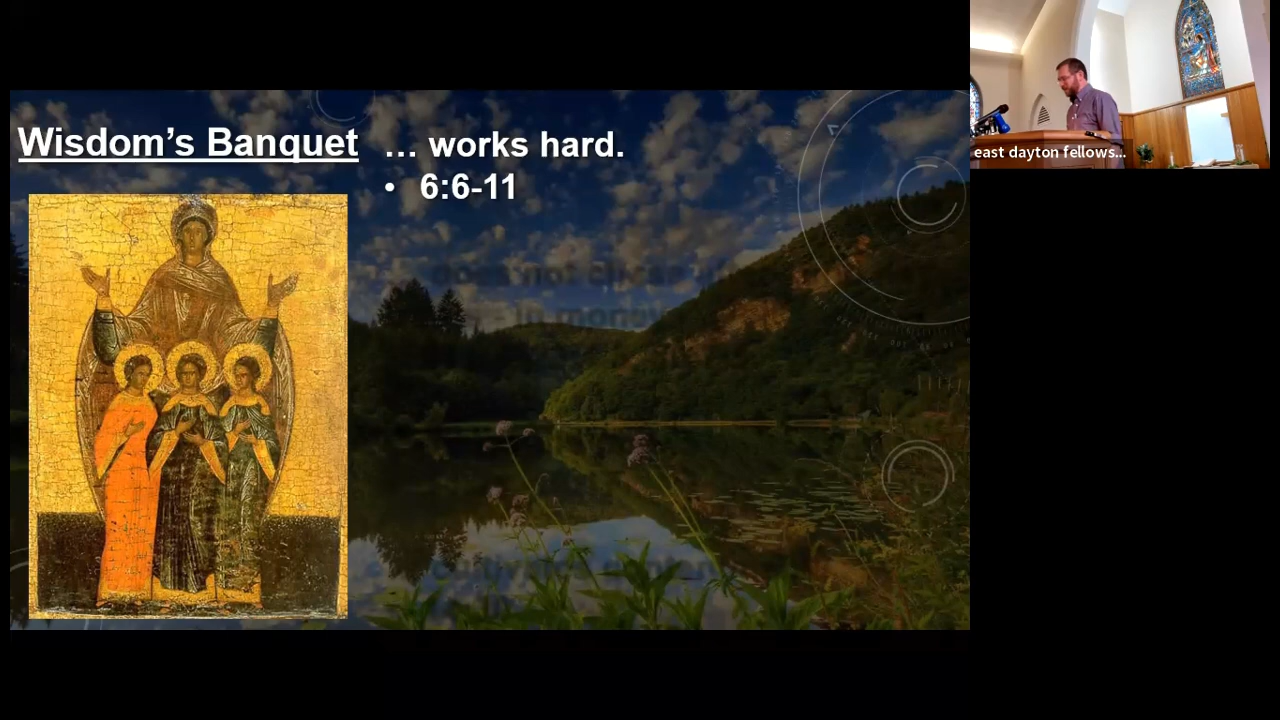 Wisdom's Banquet
... works hard.
• 6:6-11
east dayton fellows...